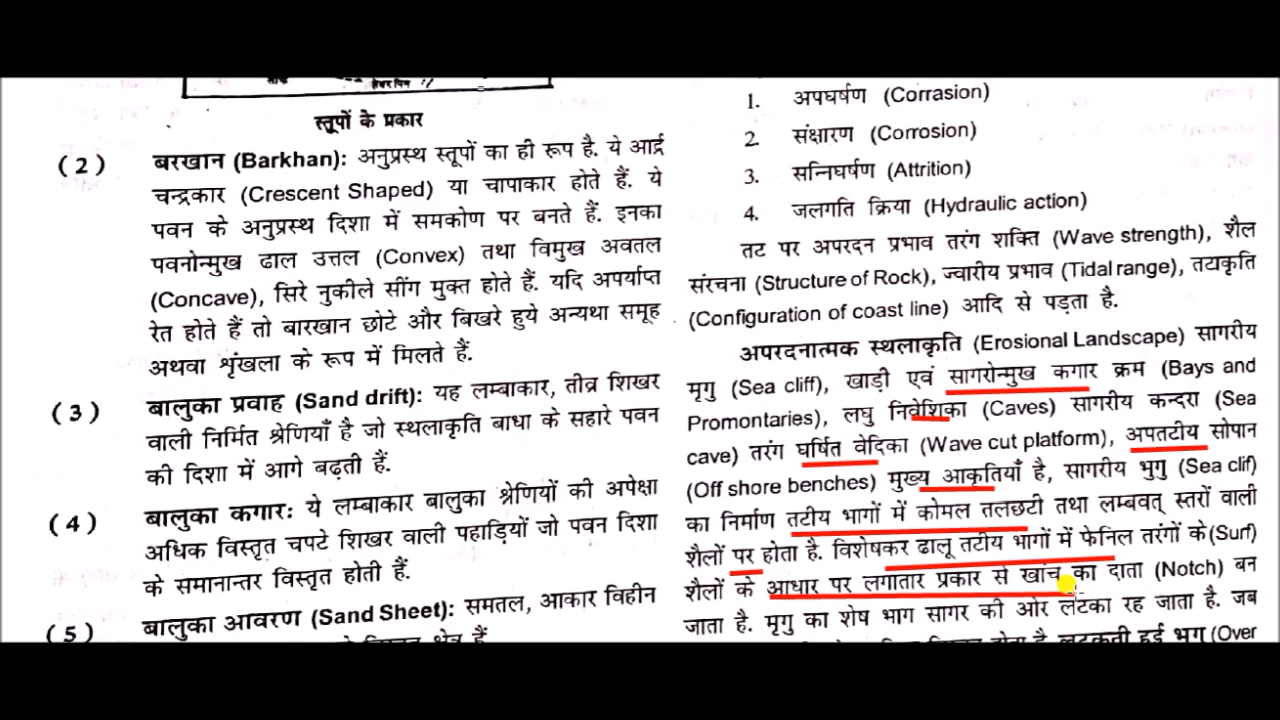 स्तूपों के प्रकार
(2) बरखान (Barkhan): अनुप्रस्थ स्तूपों का ही रूप है. ये आर्द्र
चन्द्रकार (Crescent Shaped) या चापाकार होते हैं. ये
पवन के अनुप्रस्थ दिशा में समकोण पर बनते हैं. इनका
पवनोन्मुख ढाल उत्तल (Convex) तथा विमुख अवतल
(Concave), सिरे नुकीले सींग मुक्त होते हैं. यदि अपर्याप्त
रेत होते हैं तो बारखान छोटे और बिखरे हुये अन्यथा समूह
अथवा शृंखला के रूप में मिलते हैं.
(3) बालुका प्रवाह (Sand drift): यह लम्बाकार, तीव्र शिखर
वाली निर्मित श्रेणियाँ है जो स्थलाकृति बाधा के सहारे पवन
की दिशा में आगे बढ़ती हैं.
(4) बालुका कगार: ये लम्बाकार बालुका श्रेणियों की अपेक्षा
अधिक विस्तृत चपटे शिखर वाली पहाड़ियों जो पवन दिशा
के समानान्तर विस्तृत होती हैं.
(5) बालुका आवरण (Sand Sheet): समतल, आकार विहीन
क्षेत्र हैं
1. अपघर्षण (Corrasion)
2. संक्षारण (Corrosion)
3. सन्निघर्षण (Attrition)
4. जलगति क्रिया (Hydraulic action)
तट पर अपरदन प्रभाव तरंग शक्ति (Wave strength), शैल
संरचना (Structure of Rock), ज्वारीय प्रभाव (Tidal range), तटाकृति
(Configuration of coast line) आदि से पड़ता है.
अपरदनात्मक स्थलाकृति (Erosional Landscape) सागरीय
मृगु (Sea cliff), खाड़ी एवं सागरोन्मुख कगार क्रम (Bays and
Promontaries), लघु निवेशिका (Caves) सागरीय कन्दरा (Sea
cave) तरंग घर्षित वेदिका (Wave cut platform), अपतटीय सोपान
(Off shore benches) मुख्य आकृतियाँ है, सागरीय भुगु (Sea clif)
का निर्माण तटीय भागों में कोमल तलछटी तथा लम्बवत् स्तरों वाली
शैलों पर होता है. विशेषकर ढालू तटीय भागों में फेनिल तरंगों के(Surf)
शैलों के आधार पर लगातार प्रकार से खांच का दाता (Notch) बन
जाता है. मृगु का शेष भाग सागर की ओर लटका रह जाता है. जब
लटकती हुई भृगु (Over